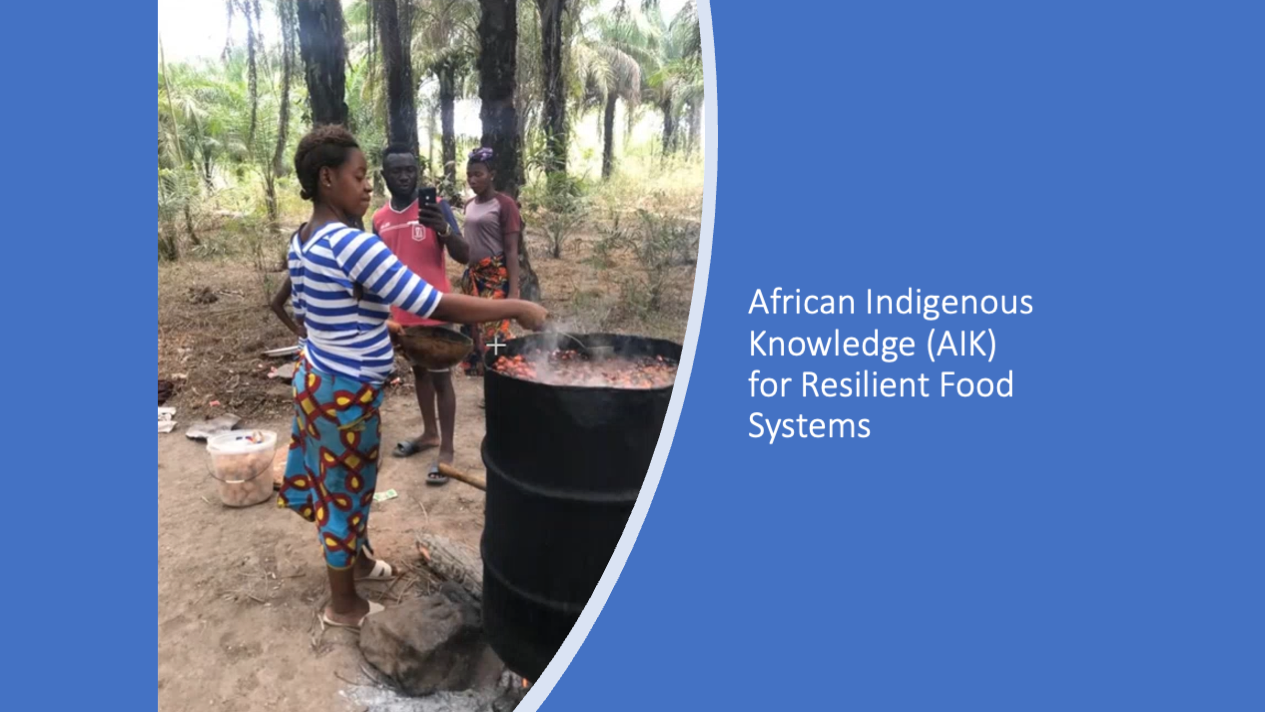 African Indigenous
Knowledge (AIK)
for Resilient Food
Systems